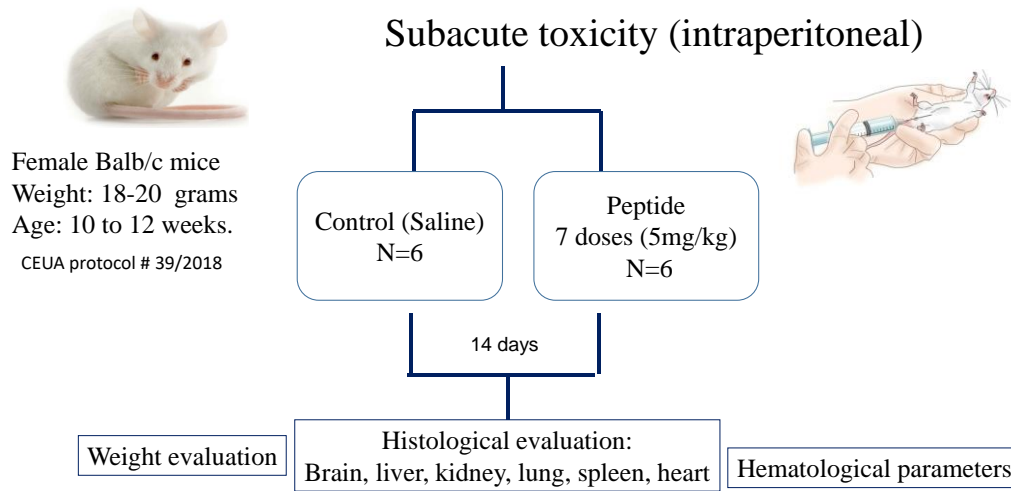 Subacute toxicity (intraperitoneal)
Female Balb/c mice
Weight: 18-20 grams
Age: 10 to 12 weeks.
CEUA protocol # 39/2018
Control (Saline)
N=6
Peptide
7 doses (5mg/kg)
N=6
14 days
Weight evaluation
Histological evaluation:
Brain, liver, kidney, lung, spleen, heart
Hematological parameters